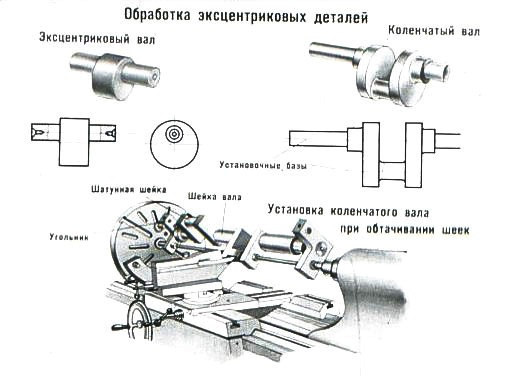 Обработка эксцентриковых деталей
Эксцентриковый вал
Коленчатый вал
Установочные базы
Шатунная шейка
Шейка вала
Угольник
Установка коленчатого вала
при обтачивании шеек